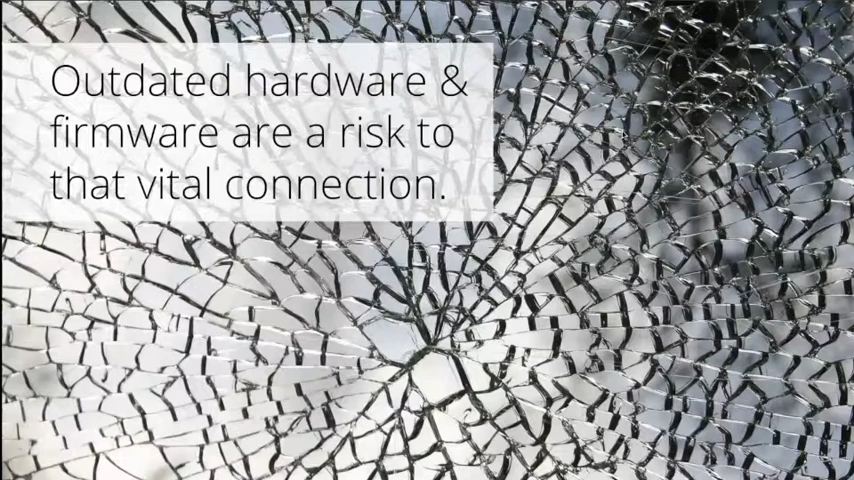 Outdated hardware &
firmware are a risk to
that vital connection.